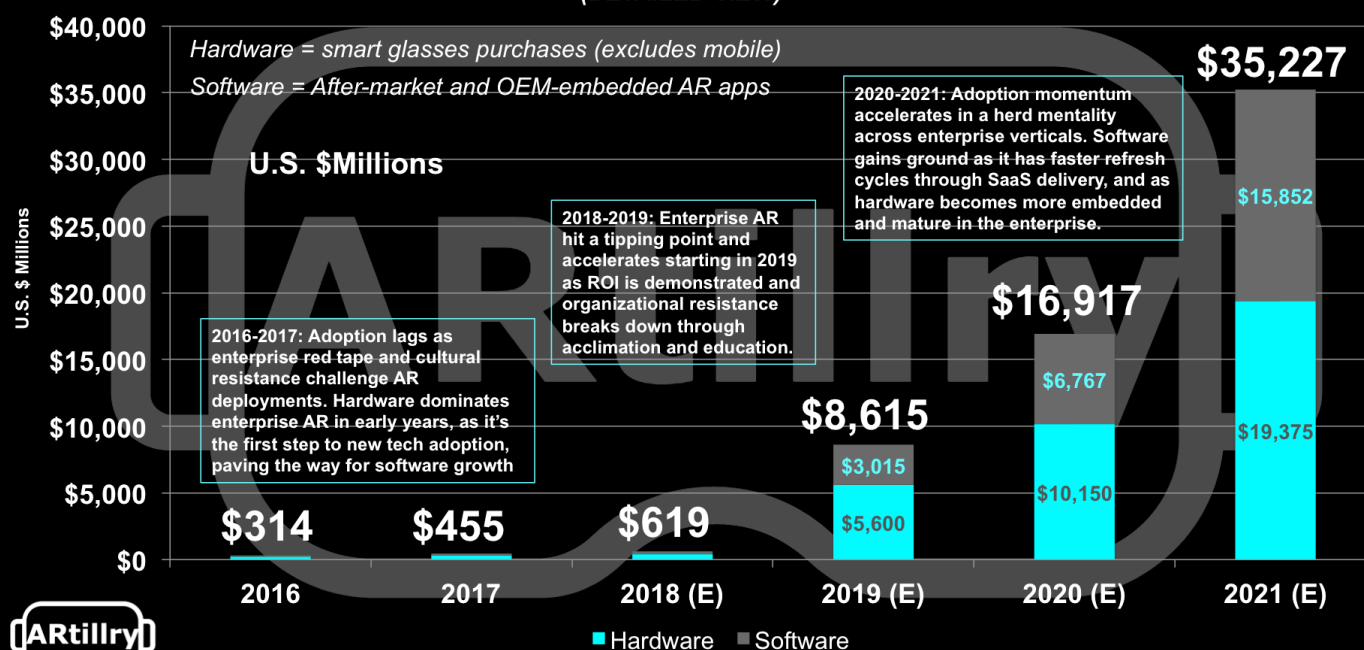 $40,000
$35,000
$30,000
$25,000
$20,000
$15,000
$10,000
$5,000
$0
U.S. $ Millions
Hardware = smart glasses purchases (excludes mobile)
Software = After-market and OEM-embedded AR apps
U.S. $Millions
2016-2017: Adoption lags as
enterprise red tape and cultural
resistance challenge AR
deployments. Hardware dominates
enterprise AR in early years, as it's
the first step to new tech adoption,
paving the way for software growth
2018-2019: Enterprise AR
hit a tipping point and
accelerates starting in 2019
as ROI is demonstrated and
organizational resistance
breaks down through
acclimation and education.
2020-2021: Adoption momentum
accelerates in a herd mentality
across enterprise verticals. Software
gains ground as it has faster refresh
cycles through SaaS delivery, and as
hardware becomes more embedded
and mature in the enterprise.
ARtillry
$314
$455
$619
$8,615
$3,015
$5,600
$16,917
$6,767
$10,150
$35,227
$15,852
$19,375
2016
2017
2018 (E)
2019 (E)
2020 (E)
2021 (E)
Hardware
Software
ARtillry